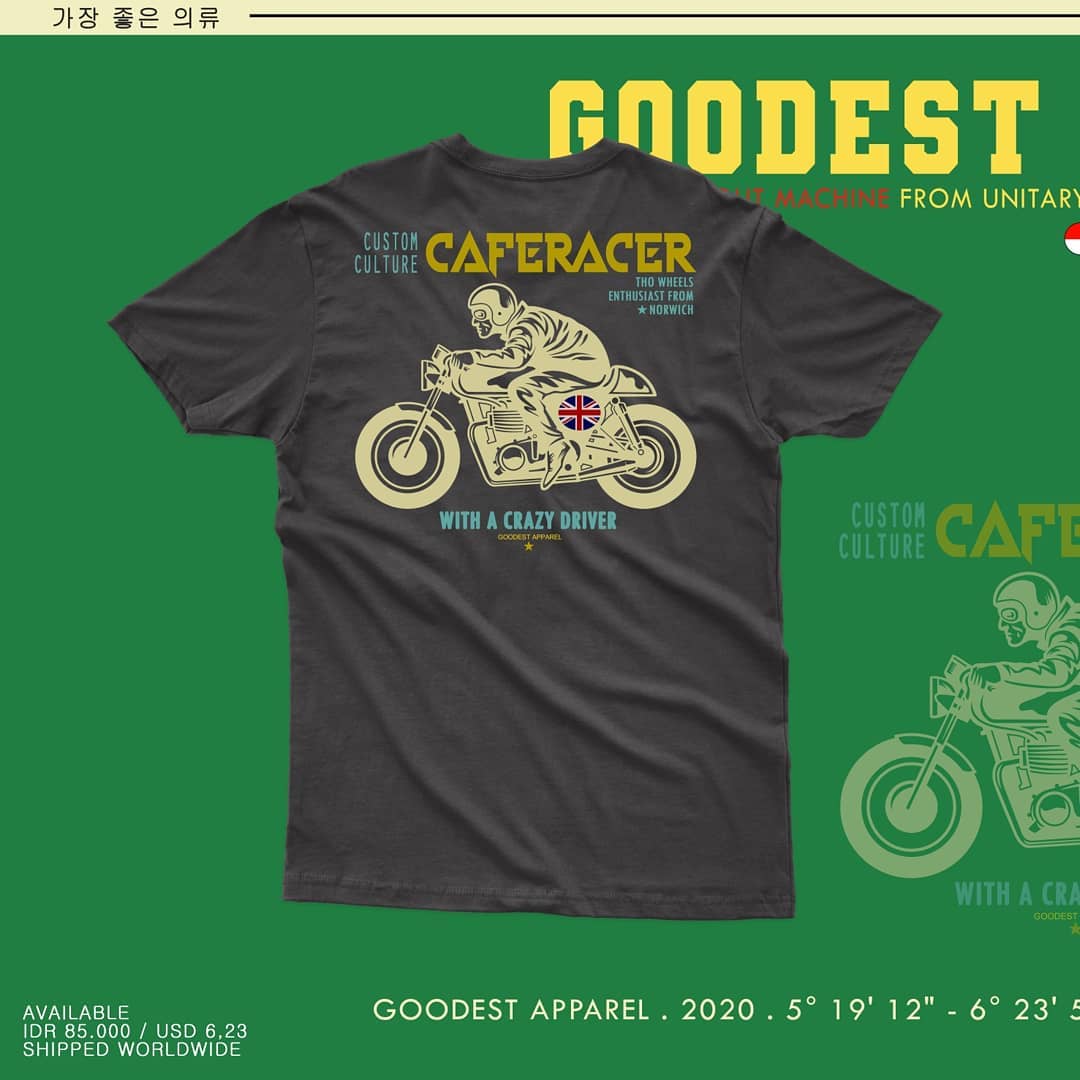 가장 좋은 의류
GOODEST
MACHINE FROM UNITARY
CUSTOM
CULTURE
CAFERACER
THO WHEELS
ENTHUSIAST FROM
★ NORWICH
WITH A CRAZY DRIVER
GOODEST APPAREL
CUSTOM
CULTURE
CAFE
WITH A CRA
GOODEST
AVAILABLE
IDR 85.000 / USD 6,23
SHIPPED WORLDWIDE
GOODEST APPAREL . 2020 . 5° 19' 12" - 6° 23' 5